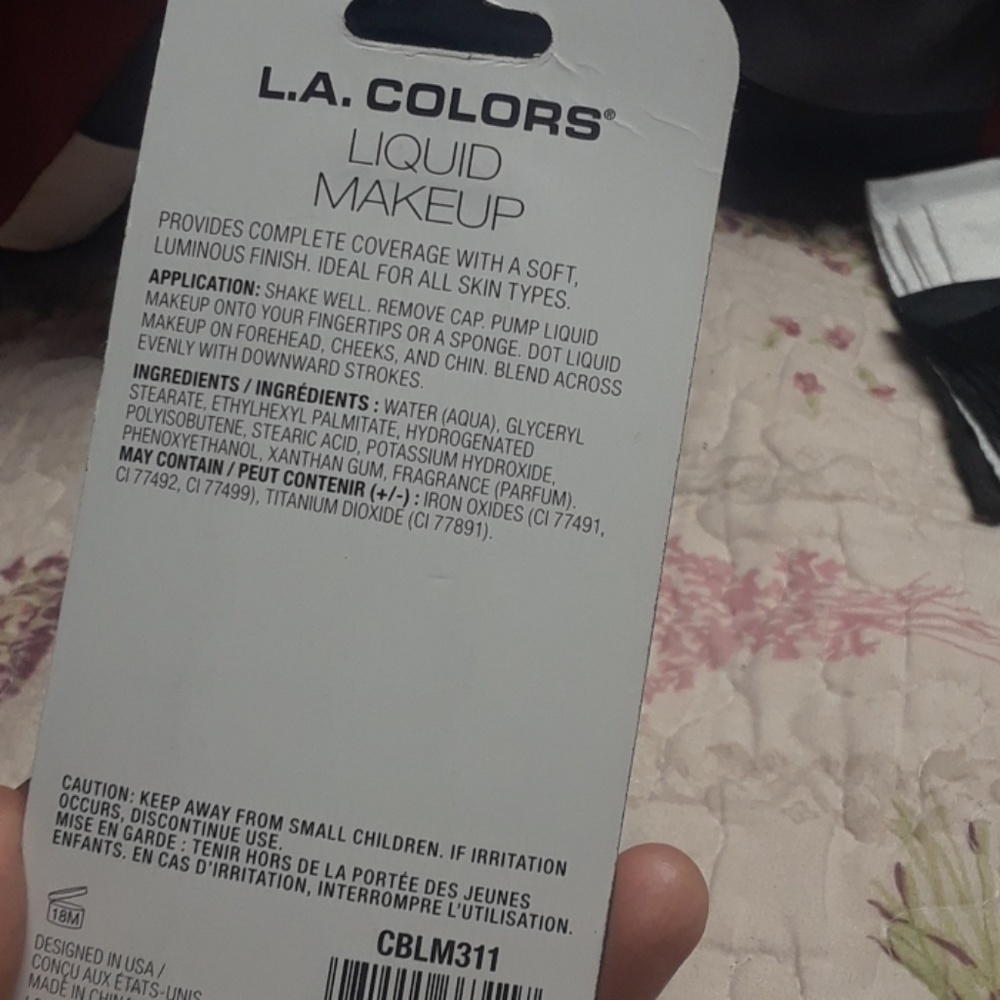 L.A. COLORS®
LIQUID
MAKEUP
PROVIDES COMPLETE COVERAGE WITH A SOFT,
LUMINOUS FINISH. IDEAL FOR ALL SKIN TYPES.
APPLICATION: SHAKE WELL. REMOVE CAP. PUMP LIQUID
MAKEUP ONTO YOUR FINGERTIPS OR A SPONGE. DOT LIQUID
MAKEUP ON FOREHEAD, CHEEKS, AND CHIN. BLEND ACROSS
EVENLY WITH DOWNWARD STROKES.
INGREDIENTS / INGRÉDIENTS : WATER (AQUA), GLYCERYL
STEARATE, ETHYLHEXYL PALMITATE, HYDROGENATED
POLYISOBUTENE, STEARIC ACID, POTASSIUM HYDROXIDE,
PHENOXYETHANOL, XANTHAN GUM, FRAGRANCE (PARFUM).
MAY CONTAIN / PEUT CONTENIR (+/-) : IRON OXIDES (CI 77491,
CI 77492, CI 77499), TITANIUM DIOXIDE (CI 77891).
CAUTION: KEEP AWAY FROM SMALL CHILDREN. IF IRRITATION
OCCURS, DISCONTINUE USE.
MISE EN GARDE : TENIR HORS DE LA PORTÉE DES JEUNES
ENFANTS. EN CAS D'IRRITATION, INTERROMPRE L'UTILISATION.
18M
CBLM311
DESIGNED IN USA /
CONÇU AUX ÉTATS-UNIS
MADE IN CHINA